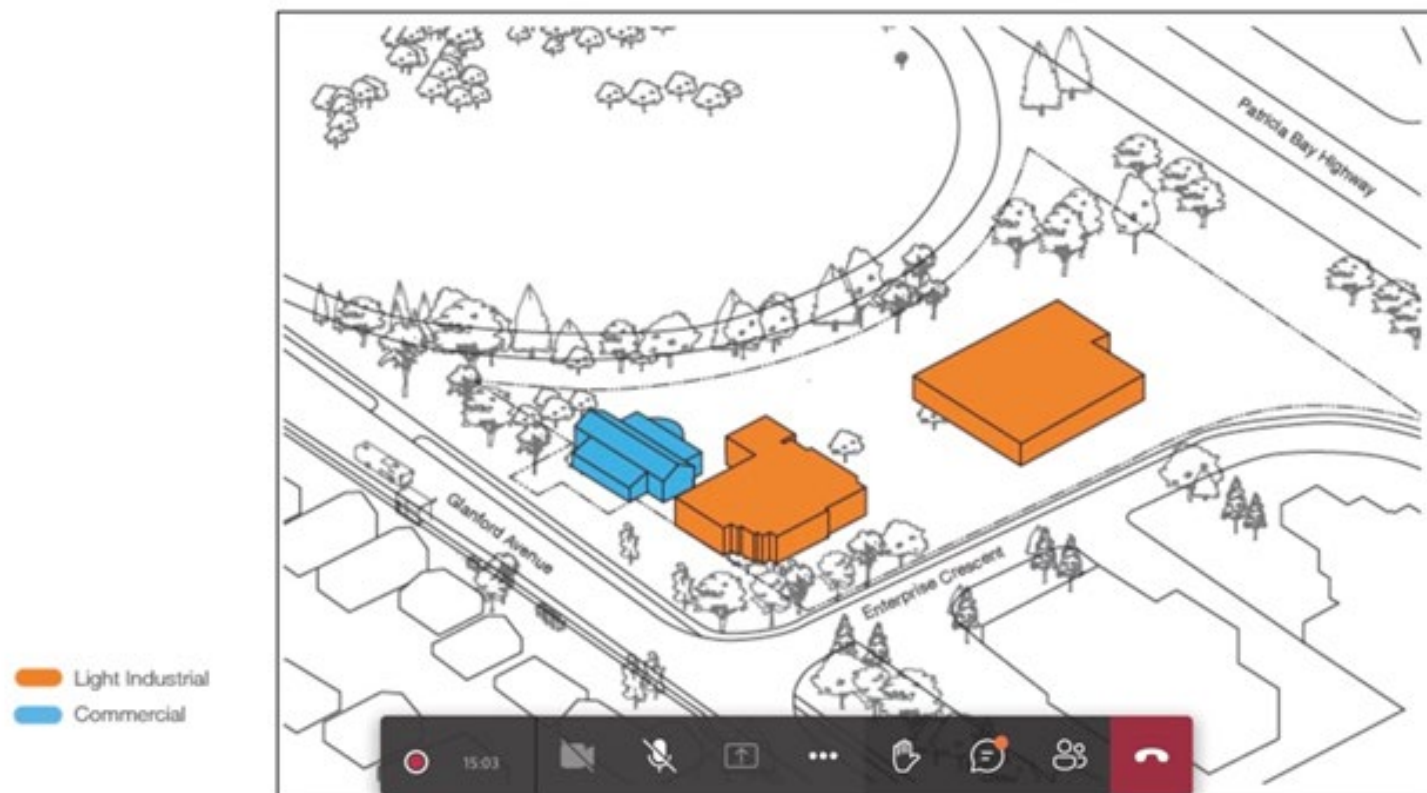 Patricia Bay Highway
Glanford Avenue
Enterprise Crescent
Light Industrial
Commercial
15:03